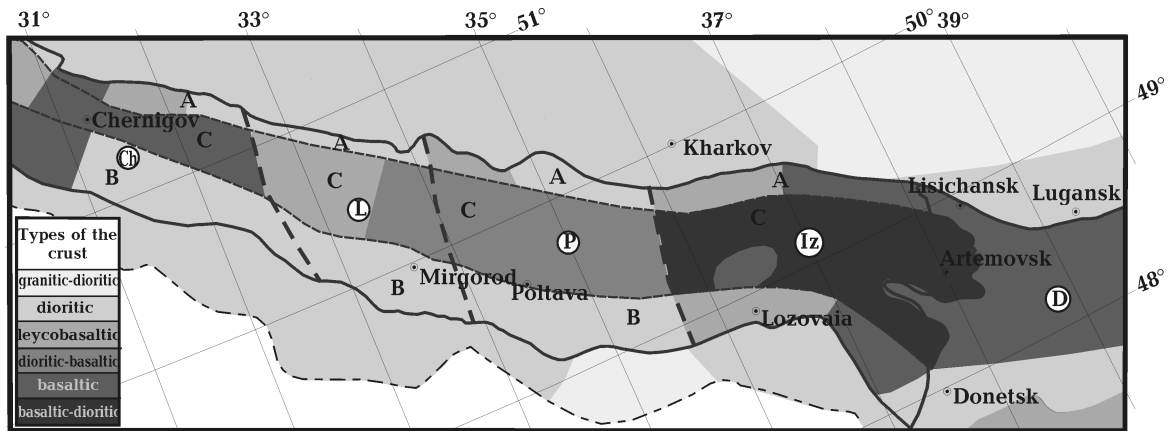 31° 33° 35° 51° 37° 50° 39°
49°
48°
A
Chernigov
C
Ch
B
A
C
L
C
A
P
B
Mirgorod
Poltava
B
Kharkov
A
C
Iz
Lozovaia
Lisichansk
Lugansk
Artemovsk
D
Donetsk
Types of the
crust
granitic-dioritic
dioritic
leycobasaltic
dioritic-basaltic
basaltic
basaltic-dioritic